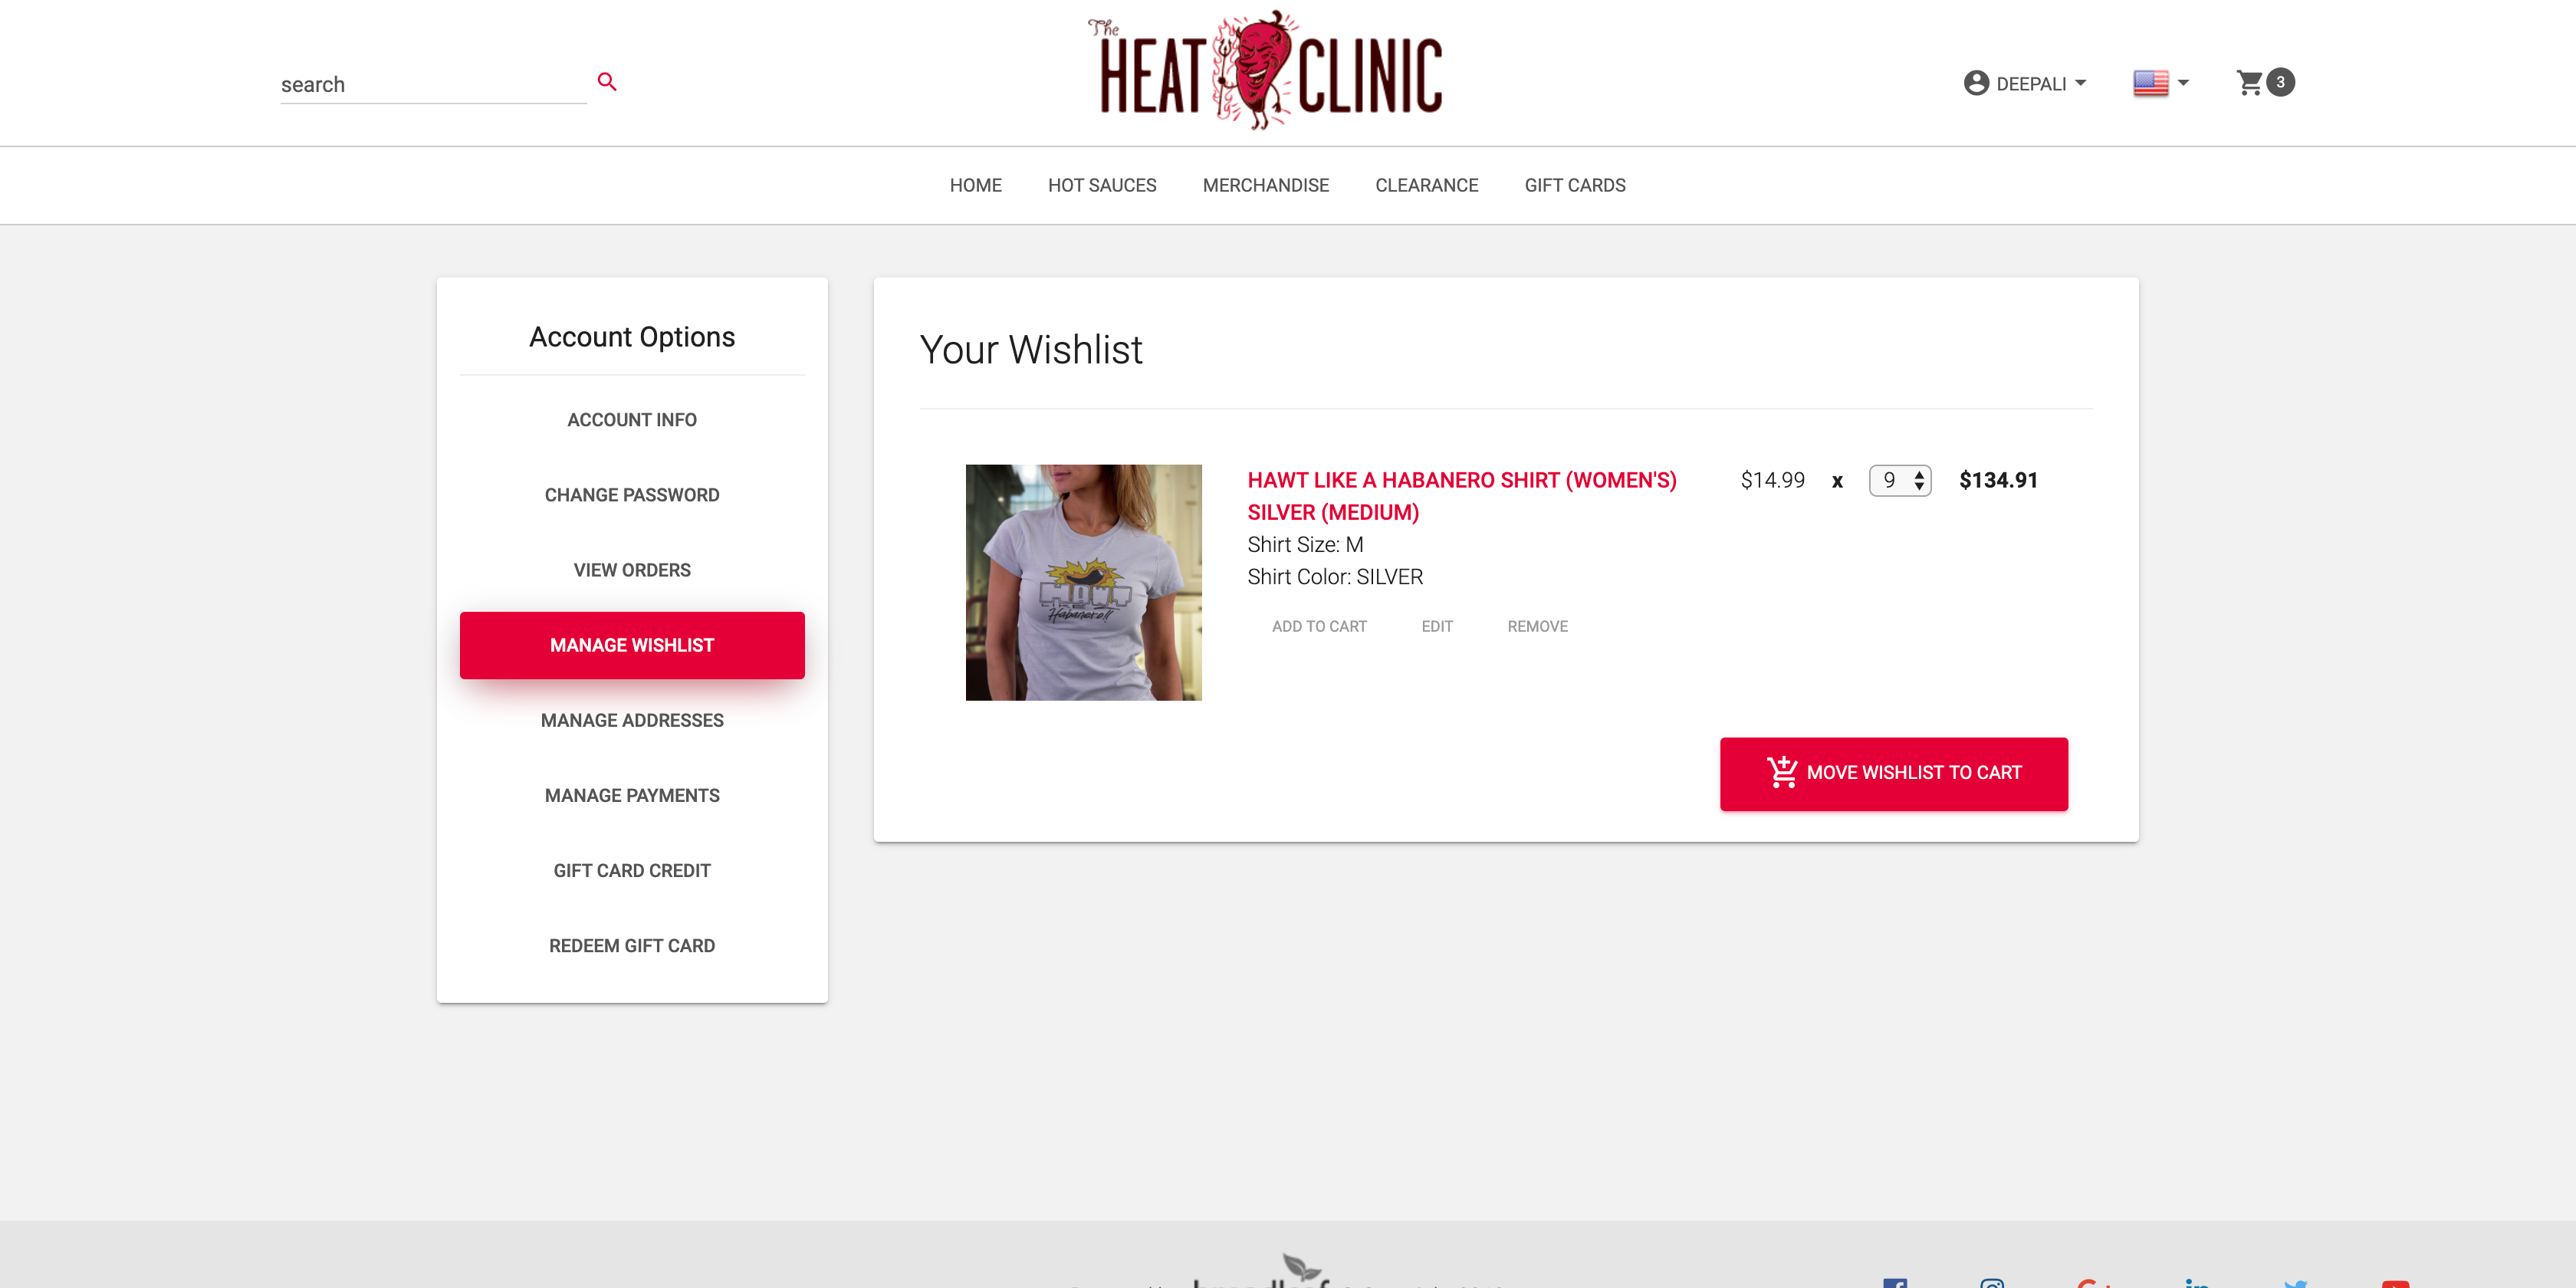 The
HEAT CLINIC
search
DEEPALI
3
HOME HOT SAUCES MERCHANDISE CLEARANCE GIFT CARDS
Account Options
ACCOUNT INFO
CHANGE PASSWORD
VIEW ORDERS
MANAGE WISHLIST
MANAGE ADDRESSES
MANAGE PAYMENTS
GIFT CARD CREDIT
REDEEM GIFT CARD
Your Wishlist
HAWT LIKE A HABANERO SHIRT (WOMEN'S)
SILVER (MEDIUM)
$14.99 x 9 $134.91
Shirt Size: M
Shirt Color: SILVER
ADD TO CART EDIT REMOVE
HAWT
Habanero!!
MOVE WISHLIST TO CART